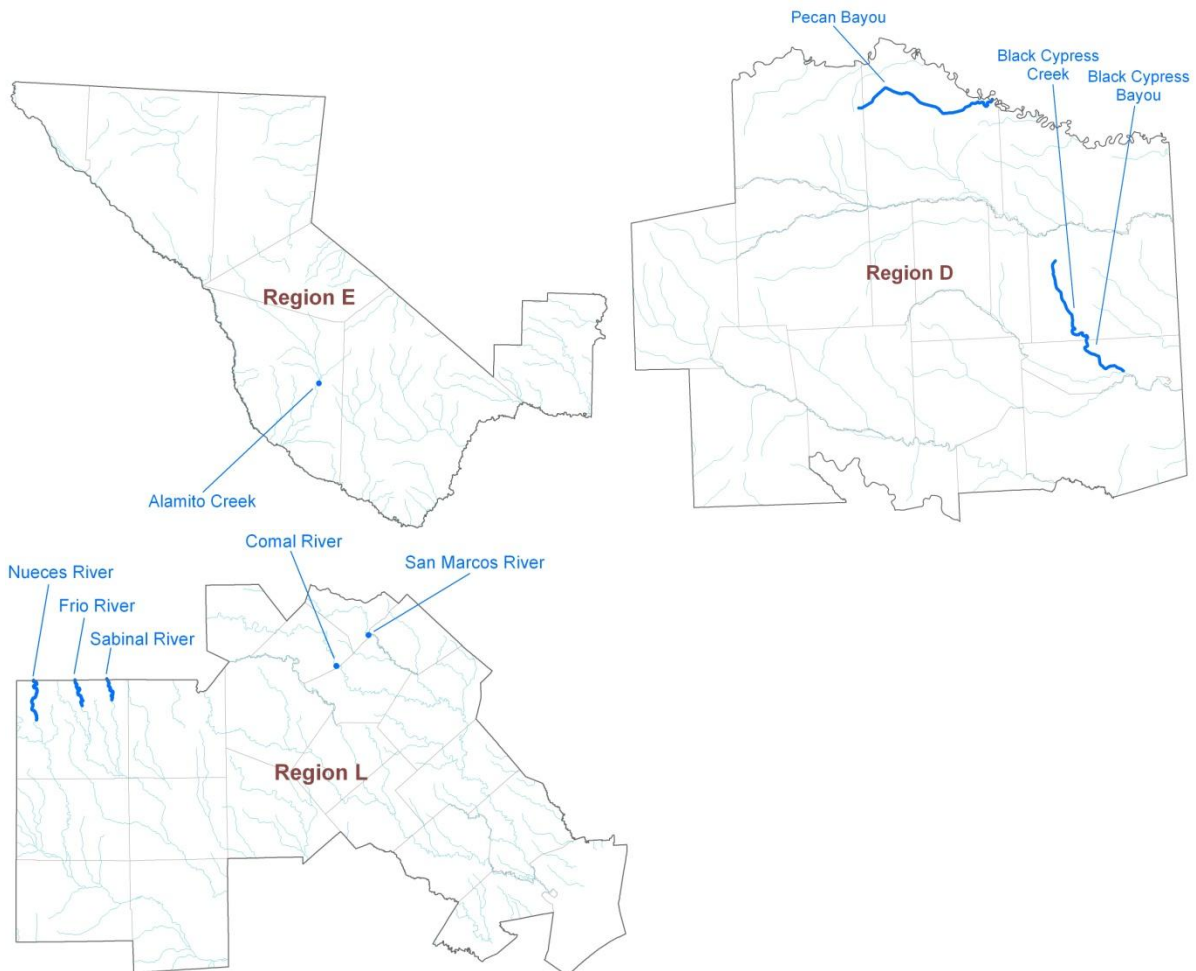 Pecan Bayou
Black Cypress
Creek
Black Cypress
Bayou
Region E
Region D
Alamito Creek
Comal River
San Marcos River
Nueces River
Frio River
Sabinal River
Region L